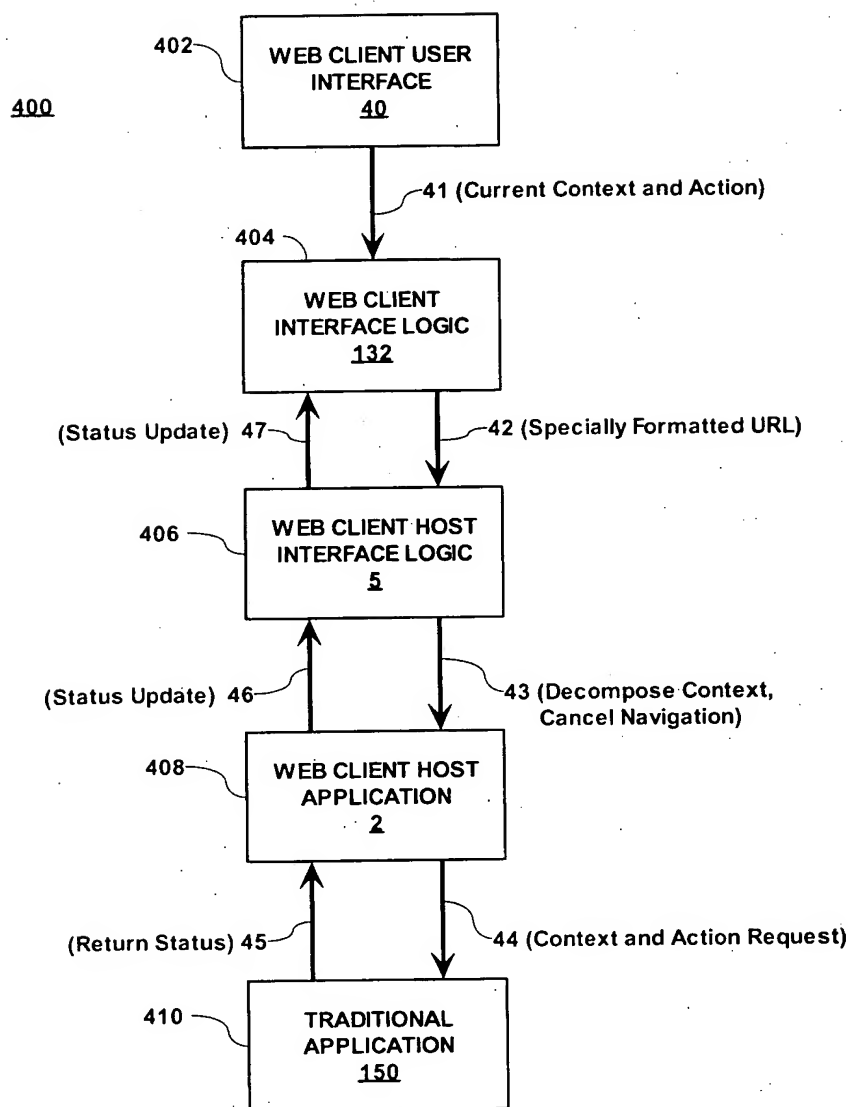 402
WEB CLIENT USER
INTERFACE
40
400
41 (Current Context and Action)
404
WEB CLIENT
INTERFACE LOGIC
132
(Status Update) 47
42 (Specially Formatted URL)
406
WEB CLIENT HOST
INTERFACE LOGIC
5
(Status Update) 46
43 (Decompose Context,
Cancel Navigation)
408
WEB CLIENT HOST
APPLICATION
2
(Return Status) 45
44 (Context and Action Request)
410
TRADITIONAL
APPLICATION
150